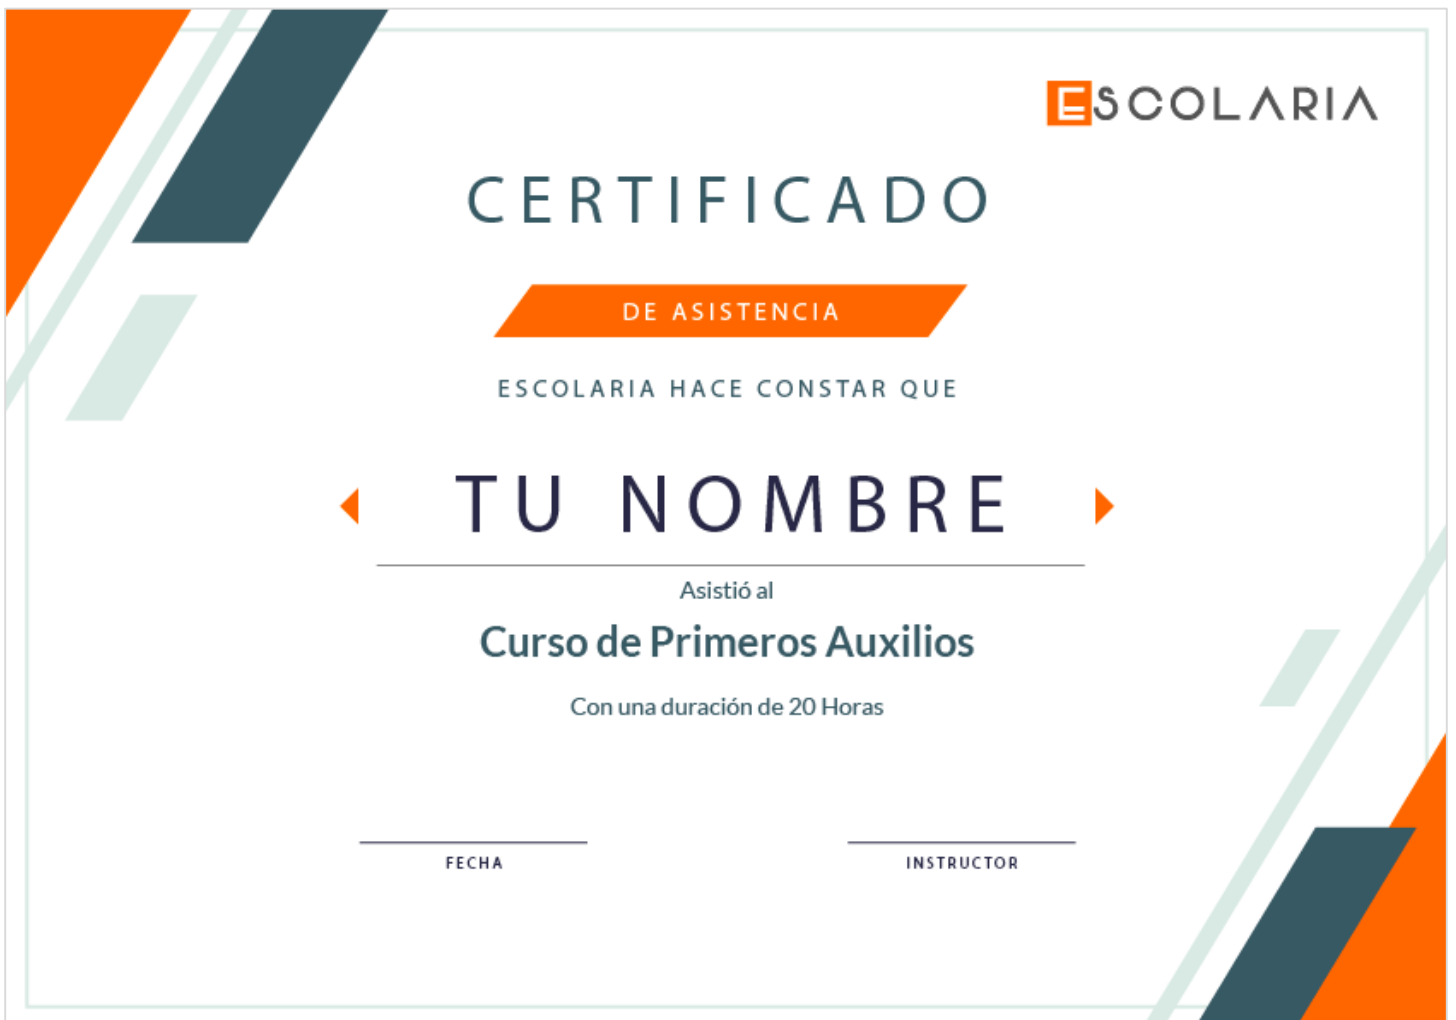 ESCOLARIA
CERTIFICADO
DE ASISTENCIA
ESCOLARIA HACE CONSTAR QUE
TU NOMBRE
Asistió al
Curso de Primeros Auxilios
Con una duración de 20 Horas
FECHA
INSTRUCTOR